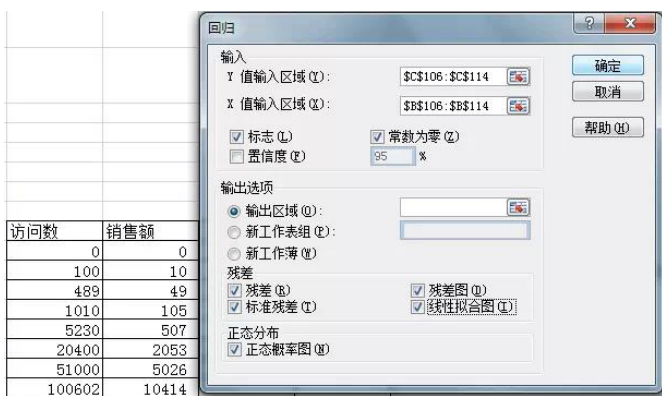 回归
输入
Y 值输入区域(Y):
$C$106:$C$114
X 值输入区域(X):
$B$106:$B$114
标志(L)
常数为零(Z)
置信度(F)
95 %
输出选项
输出区域(O):
新工作表组(P):
新工作薄(W)
残差
残差(R)
残差图(D)
标准残差(T)
线性拟合图(I)
正态分布
正态概率图(N)
确定
取消
帮助(H)
访问数 销售额
0 0
100 10
489 49
1010 105
5230 507
20400 2053
51000 5026
100602 10414